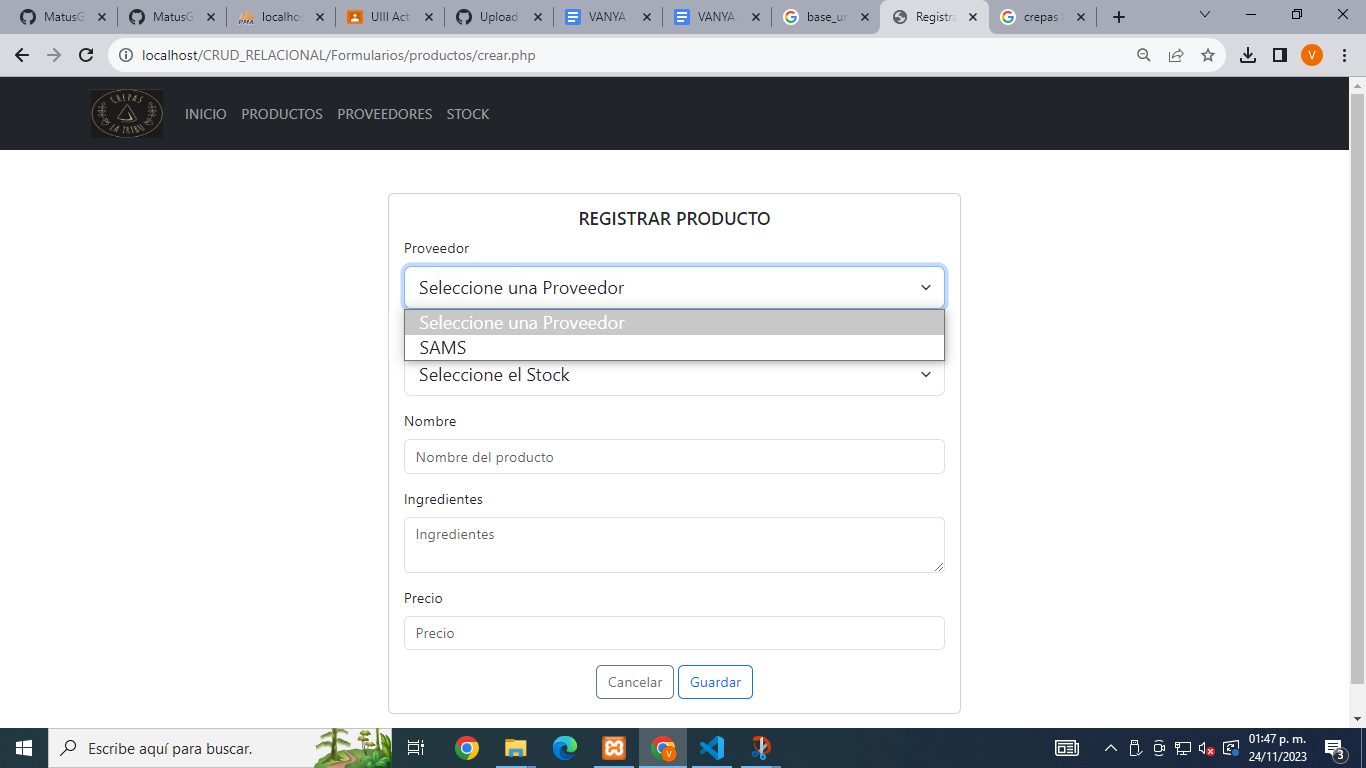 MatusG
MatusG
localhos
UIII Act
Upload
VANYA
VANYA
base_ur
Registra
crepas
localhost/CRUD_RELACIONAL/Formularios/productos/crear.php
V
CREPAS
LA TRIBU
INICIO
PRODUCTOS
PROVEEDORES
STOCK
REGISTRAR PRODUCTO
Proveedor
Seleccione una Proveedor
Seleccione una Proveedor
SAMS
Seleccione el Stock
Nombre
Nombre del producto
Ingredientes
Ingredientes
Precio
Precio
Cancelar
Guardar
Escribe aquí para buscar.
V
01:47 p. m.
24/11/2023
3